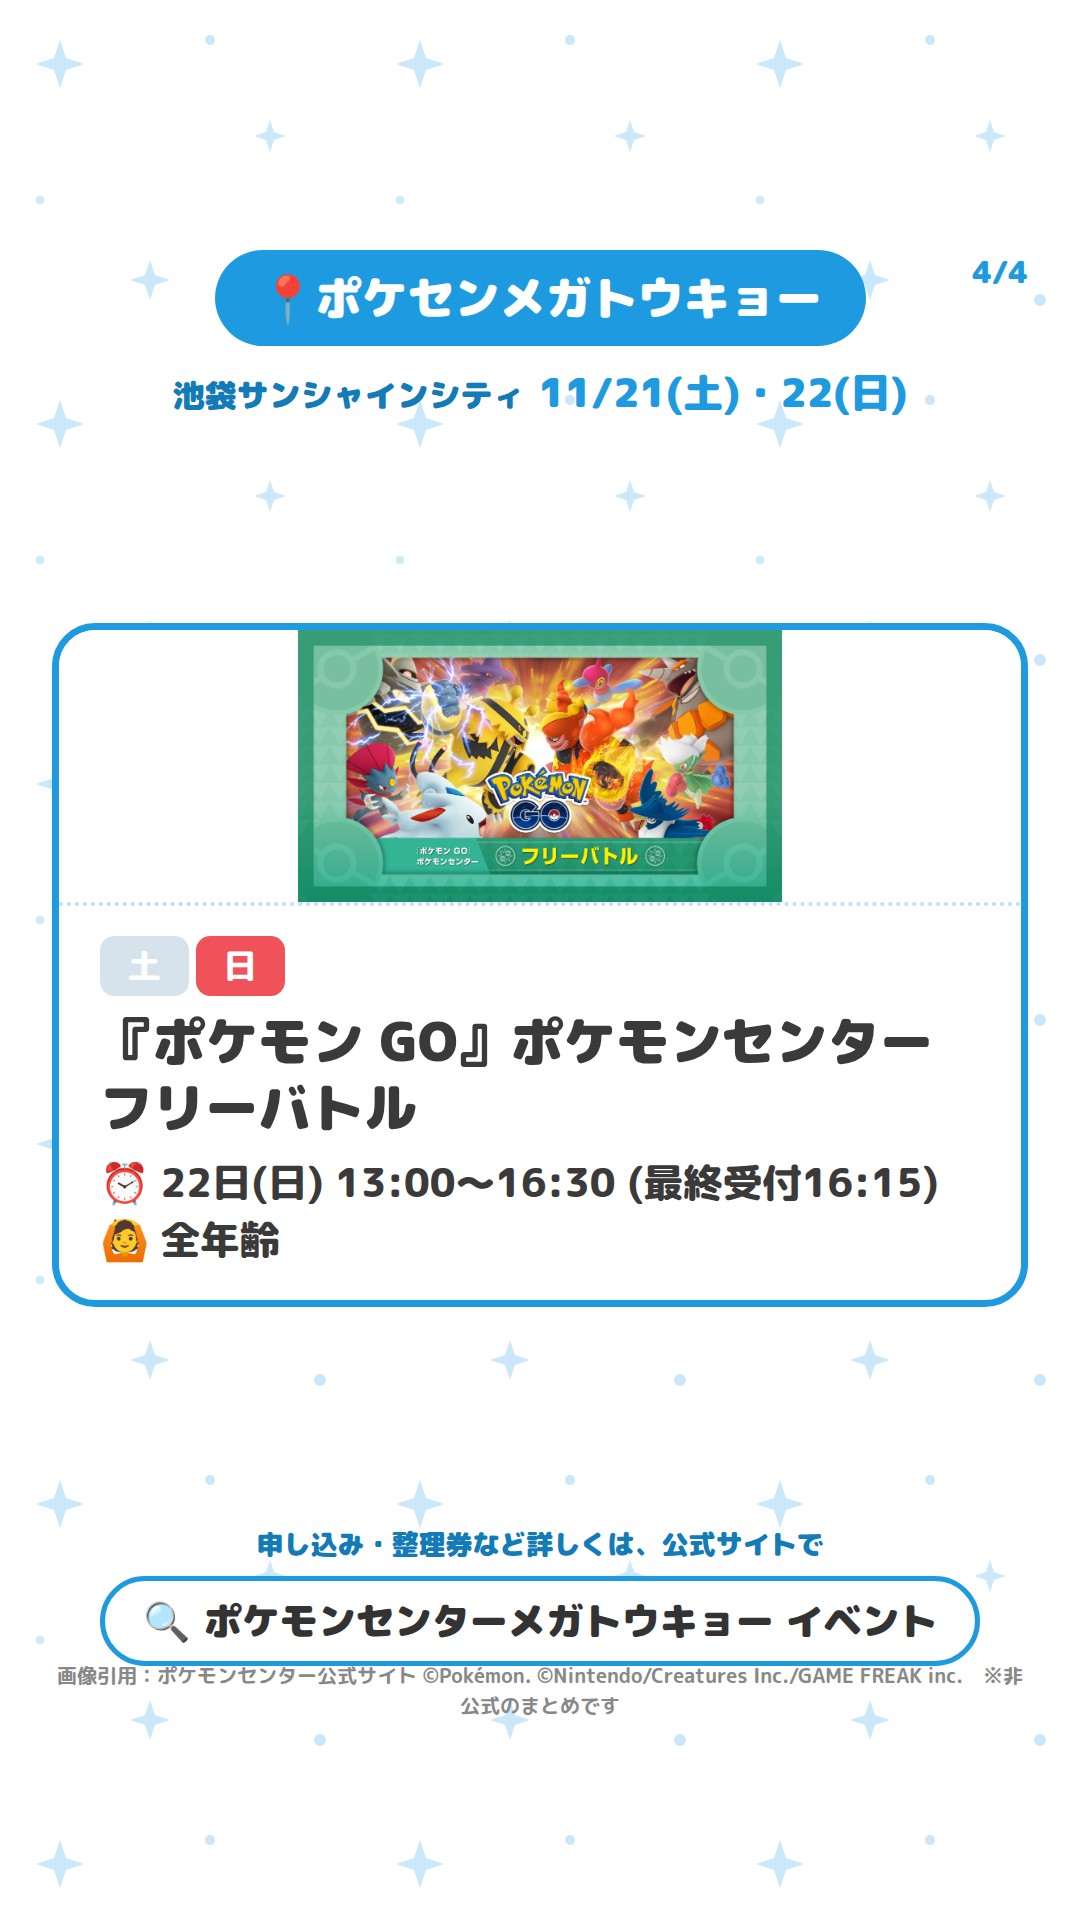 4/4
📍ポケセンメガトウキョー
池袋サンシャインシティ 11/21(土)・22(日)
POKéMON
GO
ポケモン GO
ポケモンセンター
フリーバトル
土 日
『ポケモン GO』ポケモンセンター
フリーバトル
⏰ 22日(日) 13:00〜16:30 (最終受付16:15)
🙆 全年齢
申し込み・整理券など詳しくは、公式サイトで
🔍 ポケモンセンターメガトウキョー イベント
画像引用：ポケモンセンター公式サイト ©Pokémon. ©Nintendo/Creatures Inc./GAME FREAK inc.　※非
公式のまとめです